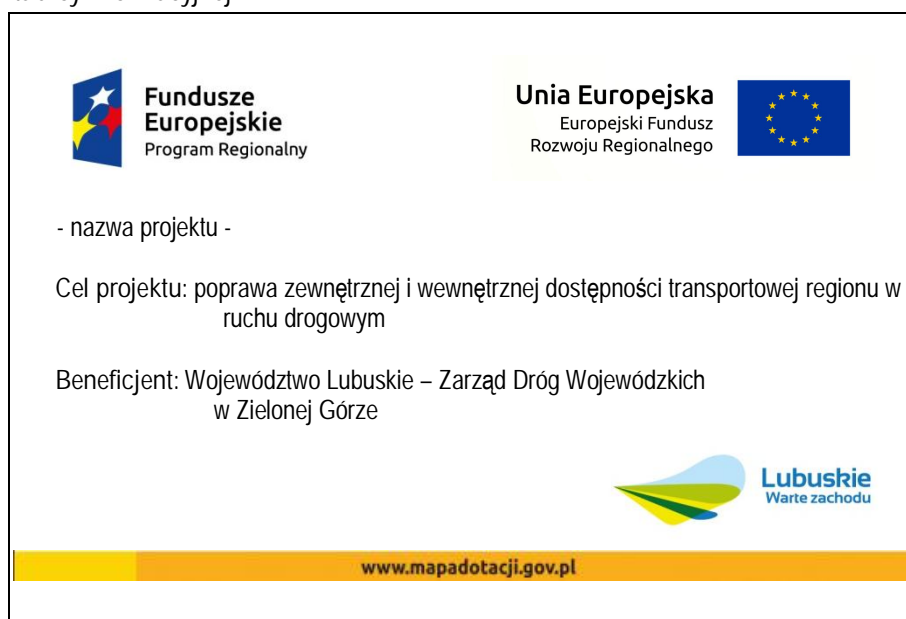 Fundusze
Europejskie
Program Regionalny
Unia Europejska
Europejski Fundusz
Rozwoju Regionalnego
- nazwa projektu -
Cel projektu: poprawa zewnętrznej i wewnętrznej dostępności transportowej regionu w
ruchu drogowym
Beneficjent: Województwo Lubuskie – Zarząd Dróg Wojewódzkich
w Zielonej Górze
Lubuskie
Warte zachodu
www.mapadotacji.gov.pl